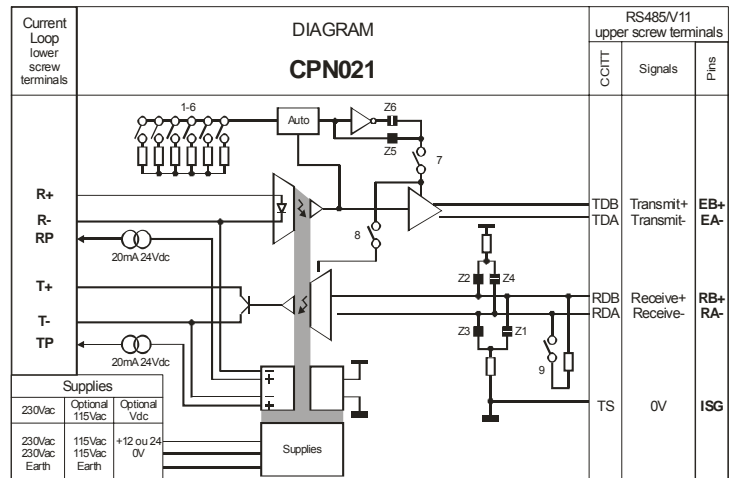 Current
Loop
lower
screw
terminals
DIAGRAM
CPN021
RS485/V11
upper screw terminals
CCITT
Signals
Pins
1-6
Auto
Z6
Z5
7
R+
R-
RP
20mA 24Vdc
8
TDB Transmit+ EB+
TDA Transmit- EA-
T+
T-
TP
20mA 24Vdc
Z2
Z4
RDB Receive+ RB+
RDA Receive- RA-
Z3
Z1
9
TS 0V ISG
Supplies
230Vac
Optional
115Vac
Optional
Vdc
230Vac 115Vac +12 ou 24
230Vac 115Vac 0V
Earth Earth
Supplies